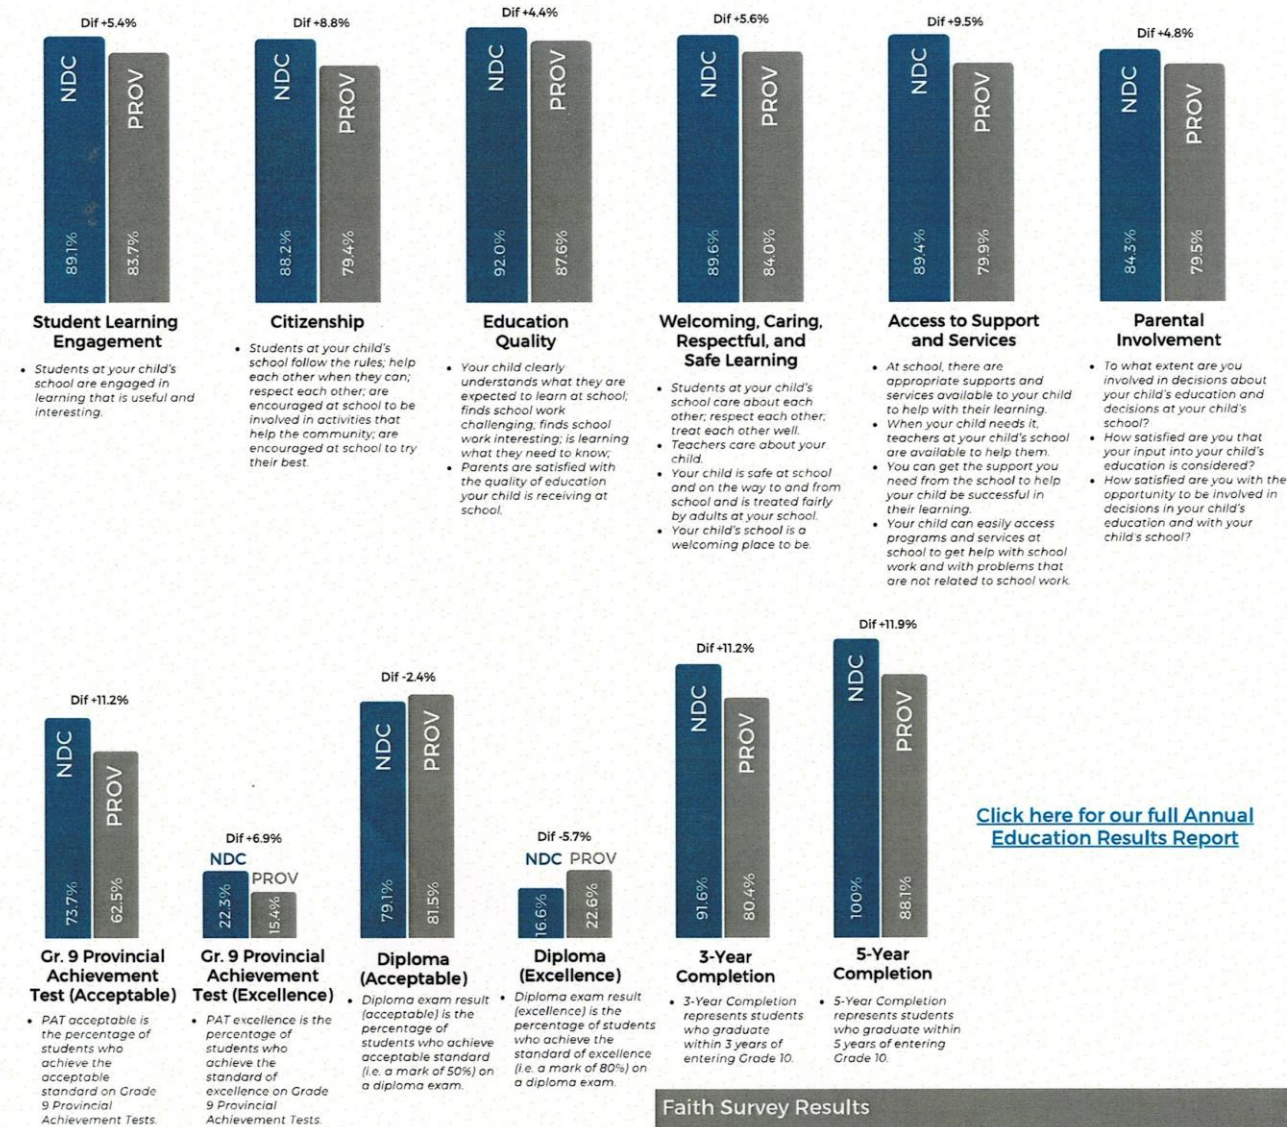 Dif +5.4%
NDC
PROV
89.1%
83.7%
Student Learning
Engagement
• Students at your child's
school are engaged in
learning that is useful and
interesting.
Dif +8.8%
NDC
PROV
88.2%
79.4%
Citizenship
• Students at your child's
school follow the rules; help
each other when they can;
respect each other; are
encouraged at school to be
involved in activities that
help the community; are
encouraged at school to try
their best.
Dif +4.4%
NDC
PROV
92.0%
87.6%
Education
Quality
• Your child clearly
understands what they are
expected to learn at school;
finds school work
challenging; finds school
work interesting; is learning
what they need to know;
• Parents are satisfied with
the quality of education
your child is receiving at
school.
Dif +5.6%
NDC
PROV
89.6%
84.0%
Welcoming, Caring,
Respectful, and
Safe Learning
• Students at your child's
school care about each
other; respect each other;
treat each other well.
• Teachers care about your
child.
• Your child is safe at school
and on the way to and from
school and is treated fairly
by adults at your school.
• Your child's school is a
welcoming place to be.
Dif +9.5%
NDC
PROV
89.4%
79.9%
Access to Support
and Services
• At school, there are
appropriate supports and
services available to your child
to help with their learning.
• When your child needs it,
teachers at your child's school
are available to help them.
• You can get the support you
need from the school to help
your child be successful in
their learning.
• Your child can easily access
programs and services at
school to get help with school
work and with problems that
are not related to school work.
Dif +4.8%
NDC
PROV
84.3%
79.5%
Parental
Involvement
• To what extent are you
involved in decisions about
your child's education and
decisions at your child's
school?
• How satisfied are you that
your input into your child's
education is considered?
• How satisfied are you with the
opportunity to be involved in
decisions in your child's
education and with your
child's school?
Dif +11.2%
NDC
PROV
73.7%
62.5%
Gr. 9 Provincial
Achievement
Test (Acceptable)
• PAT acceptable is
the percentage of
students who
achieve the
acceptable
standard on Grade
9 Provincial
Achievement Tests.
Dif +6.9%
NDC
PROV
22.3%
15.4%
Gr. 9 Provincial
Achievement
Test (Excellence)
• PAT excellence is the
percentage of
students who
achieve the
standard of
excellence on Grade
9 Provincial
Achievement Tests.
Dif -2.4%
NDC
PROV
79.1%
81.5%
Diploma
(Acceptable)
• Diploma exam result
(acceptable) is the
percentage of
students who achieve
acceptable standard
(i.e. a mark of 50%) on
a diploma exam.
Dif -5.7%
NDC PROV
16.6%
22.6%
Diploma
(Excellence)
• Diploma exam result
(excellence) is the
percentage of students
who achieve the
standard of excellence
(i.e. a mark of 80%) on
a diploma exam.
Dif +11.2%
NDC
PROV
91.6%
80.4%
3-Year
Completion
• 3-Year Completion
represents students
who graduate
within 3 years of
entering Grade 10.
Dif +11.9%
NDC
PROV
100%
88.1%
5-Year
Completion
• 5-Year Completion
represents students
who graduate within
5 years of entering
Grade 10.
Click here for our full Annual
Education Results Report
Faith Survey Results